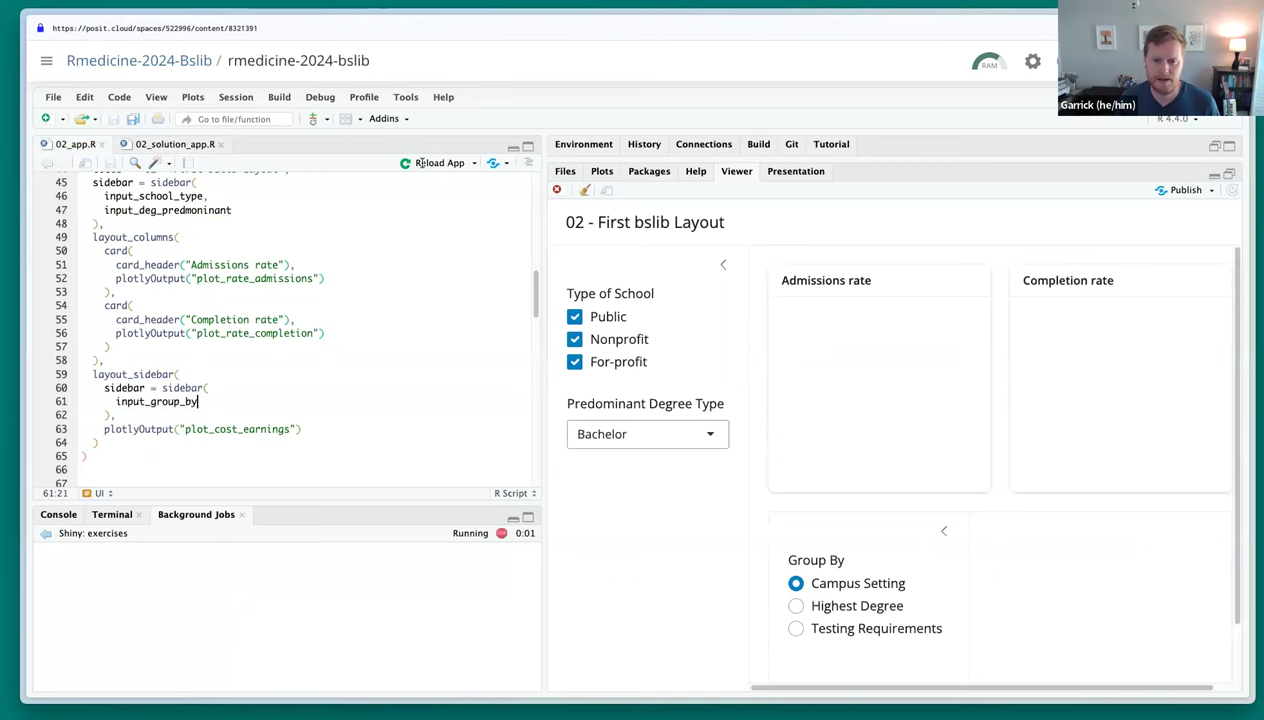 https://posit.cloud/spaces/522996/content/8321391
Rmedicine-2024-Bslib / rmedicine-2024-bslib
RAM
Garrick (he/him)
File Edit Code View Plots Session Build Debug Profile Tools Help
Go to file/function Addins
R 4.4.0
02_app.R 02_solution_app.R
Reload App
45 sidebar = sidebar(
46 input_school_type,
47 input_deg_predmoninant
48 ),
49 layout_columns(
50 card(
51 card_header("Admissions rate"),
52 plotlyOutput("plot_rate_admissions")
53 ),
54 card(
55 card_header("Completion rate"),
56 plotlyOutput("plot_rate_completion")
57 )
58 ),
59 layout_sidebar(
60 sidebar = sidebar(
61 input_group_by
62 ),
63 plotlyOutput("plot_cost_earnings")
64 )
65 )
66
67
61:21 UI R Script
Console Terminal Background Jobs
Shiny: exercises Running 0:01
Environment History Connections Build Git Tutorial
Files Plots Packages Help Viewer Presentation
Publish
02 - First bslib Layout
Type of School
Public
Nonprofit
For-profit
Predominant Degree Type
Bachelor
Admissions rate
Completion rate
Group By
Campus Setting
Highest Degree
Testing Requirements